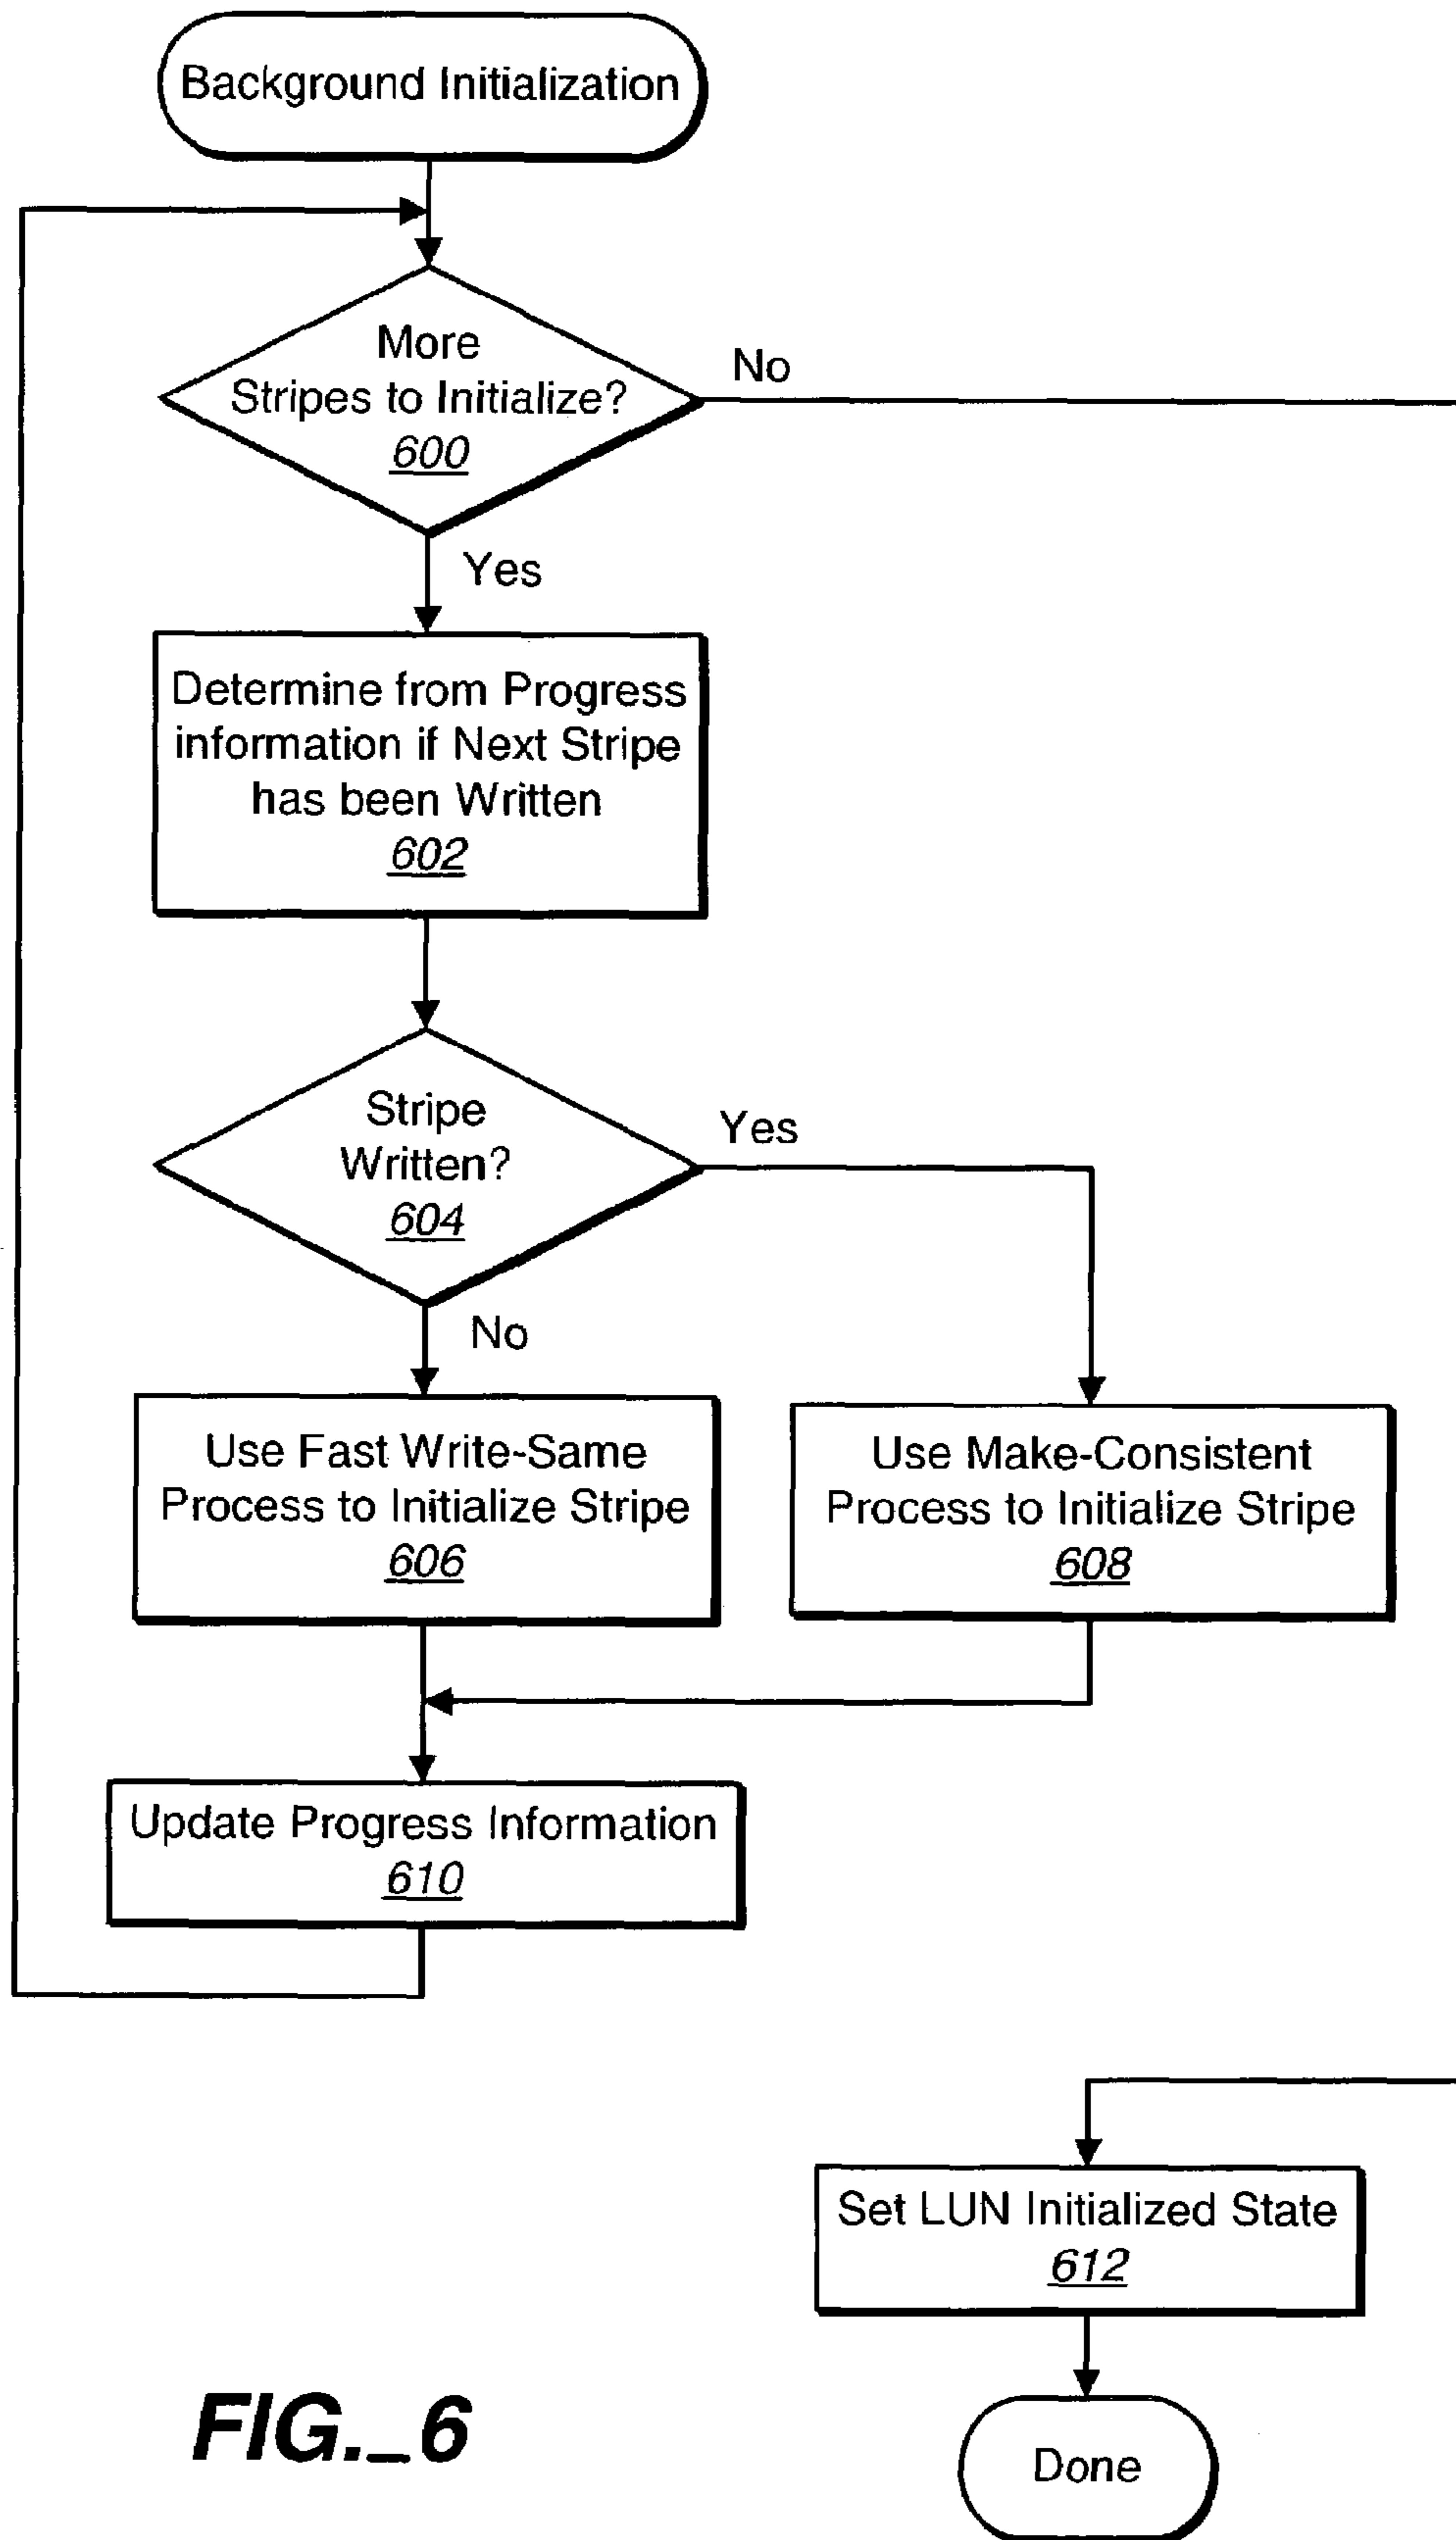 Background Initialization
More
Stripes to Initialize?
600
No
Yes
Determine from Progress
information if Next Stripe
has been Written
602
Stripe
Written?
604
Yes
No
Use Fast Write-Same
Process to Initialize Stripe
606
Use Make-Consistent
Process to Initialize Stripe
608
Update Progress Information
610
Set LUN Initialized State
612
Done
FIG._6